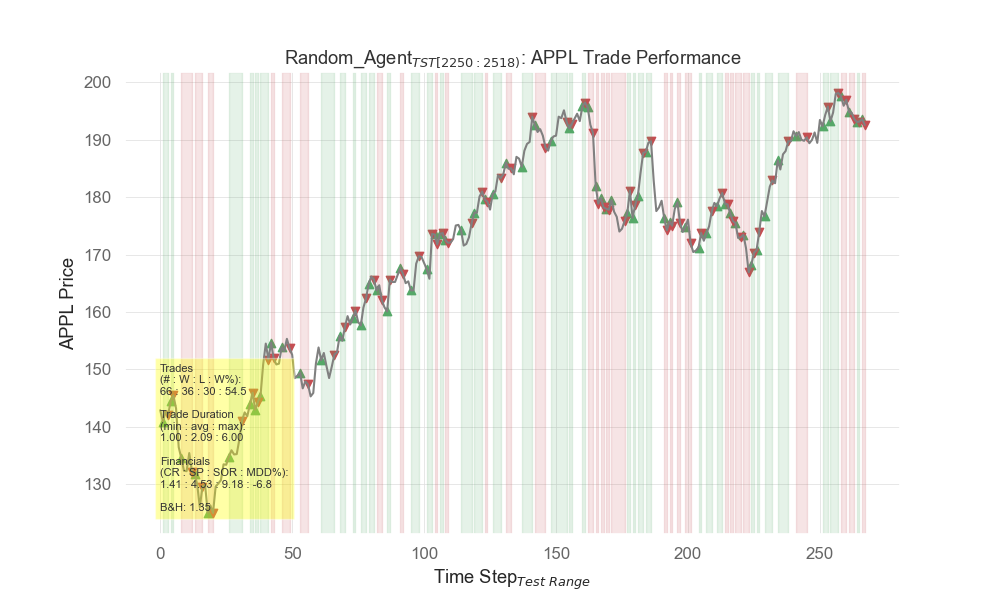 Random_Agent TST[2250 : 2518) : APPL Trade Performance
200
190
180
170
160
150
140
130
APPL Price
Trades
(# : W : L : W%):
66 : 36 : 30 : 54.5
Trade Duration
(min : avg : max):
1.00 : 2.09 : 6.00
Financials
(CR : SP : SOR : MDD%):
1.41 : 4.53 : 9.18 : -6.8
B&H: 1.35
0 50 100 150 200 250
Time Step Test Range